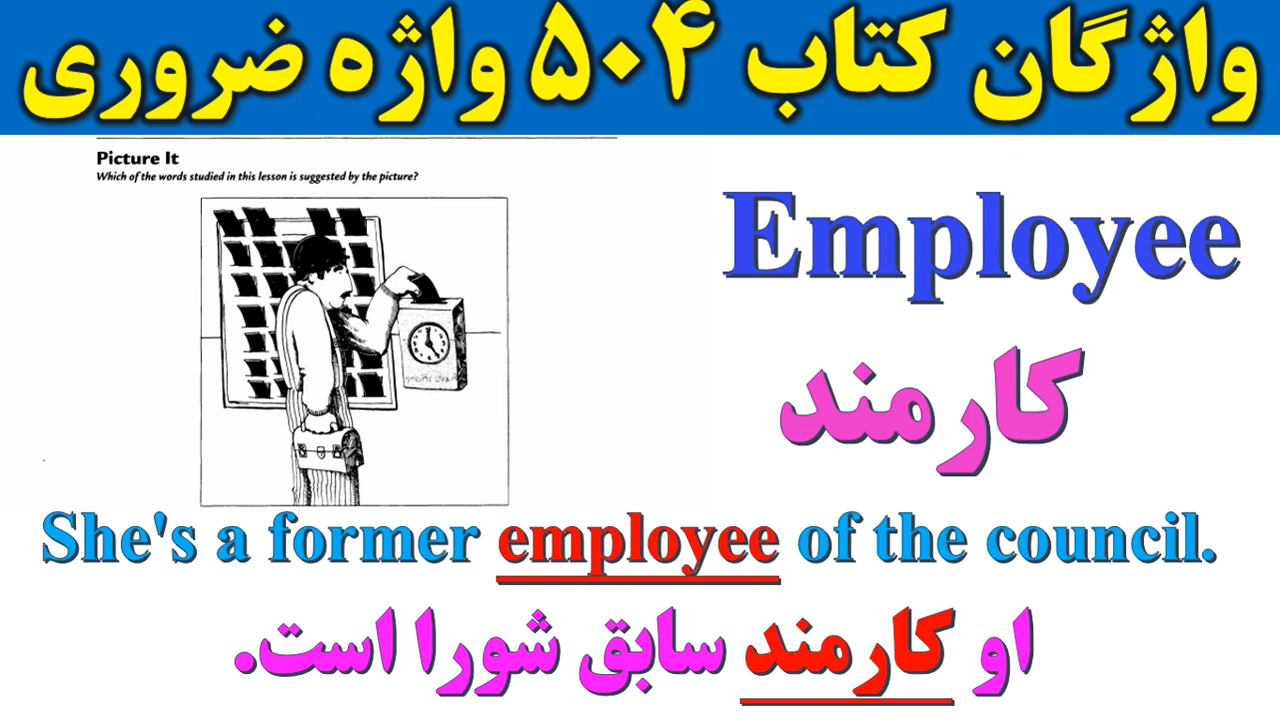 واژگان کتاب ۵۰۴ واژه ضروری
Picture It
Which of the words studied in this lesson is suggested by the picture?
Employee
کارمند
She's a former employee of the council.
او کارمند سابق شورا است.